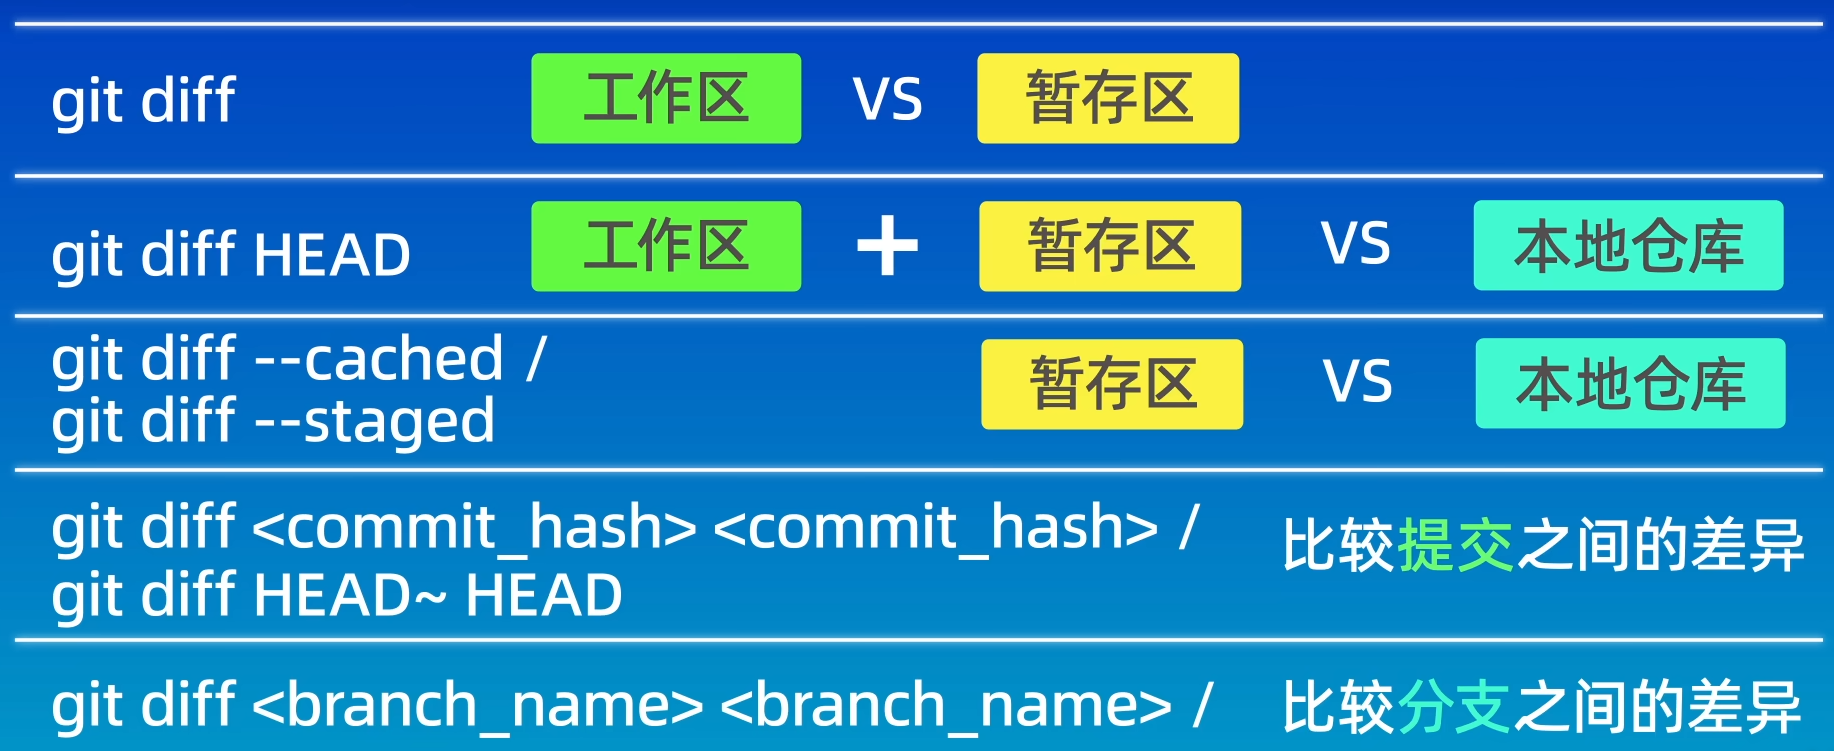 git diff 工作区 VS 暂存区
git diff HEAD 工作区 + 暂存区 VS 本地仓库
git diff --cached /
git diff --staged
暂存区 VS 本地仓库
git diff <commit_hash> <commit_hash> /
git diff HEAD~ HEAD
比较提交之间的差异
git diff <branch_name> <branch_name> /
比较分支之间的差异